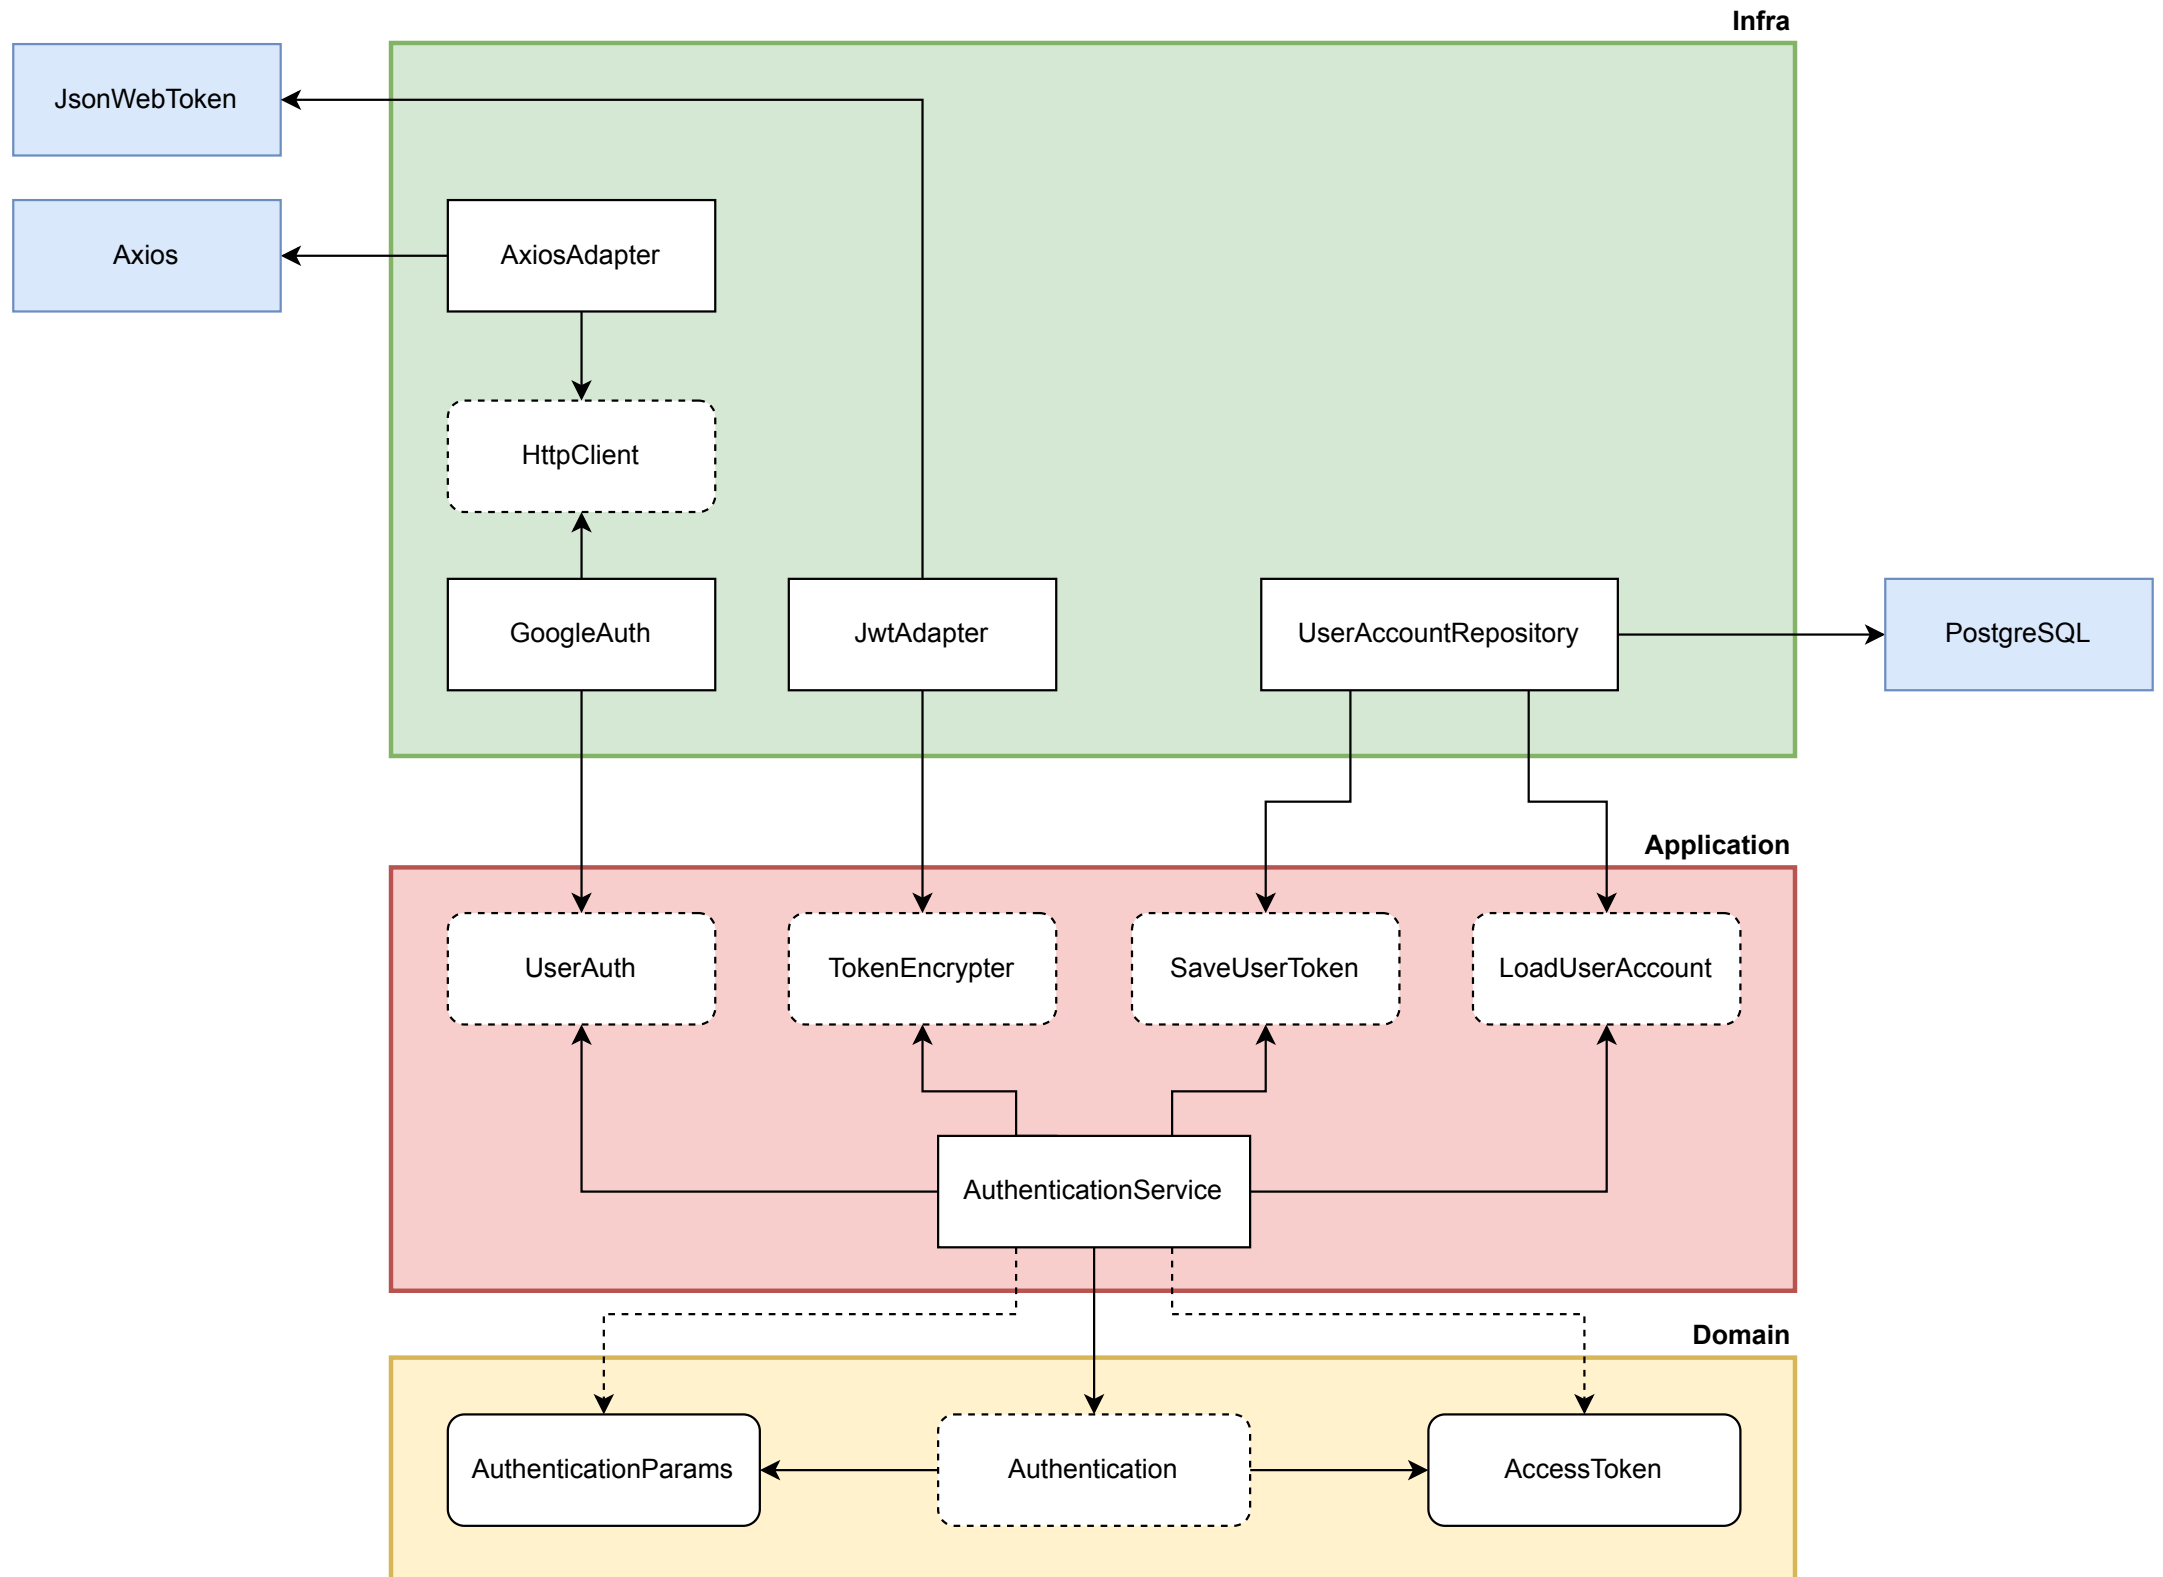 Infra
JsonWebToken
Axios
AxiosAdapter
HttpClient
GoogleAuth
JwtAdapter
UserAccountRepository
PostgreSQL
Application
UserAuth
TokenEncrypter
SaveUserToken
LoadUserAccount
AuthenticationService
Domain
AuthenticationParams
Authentication
AccessToken